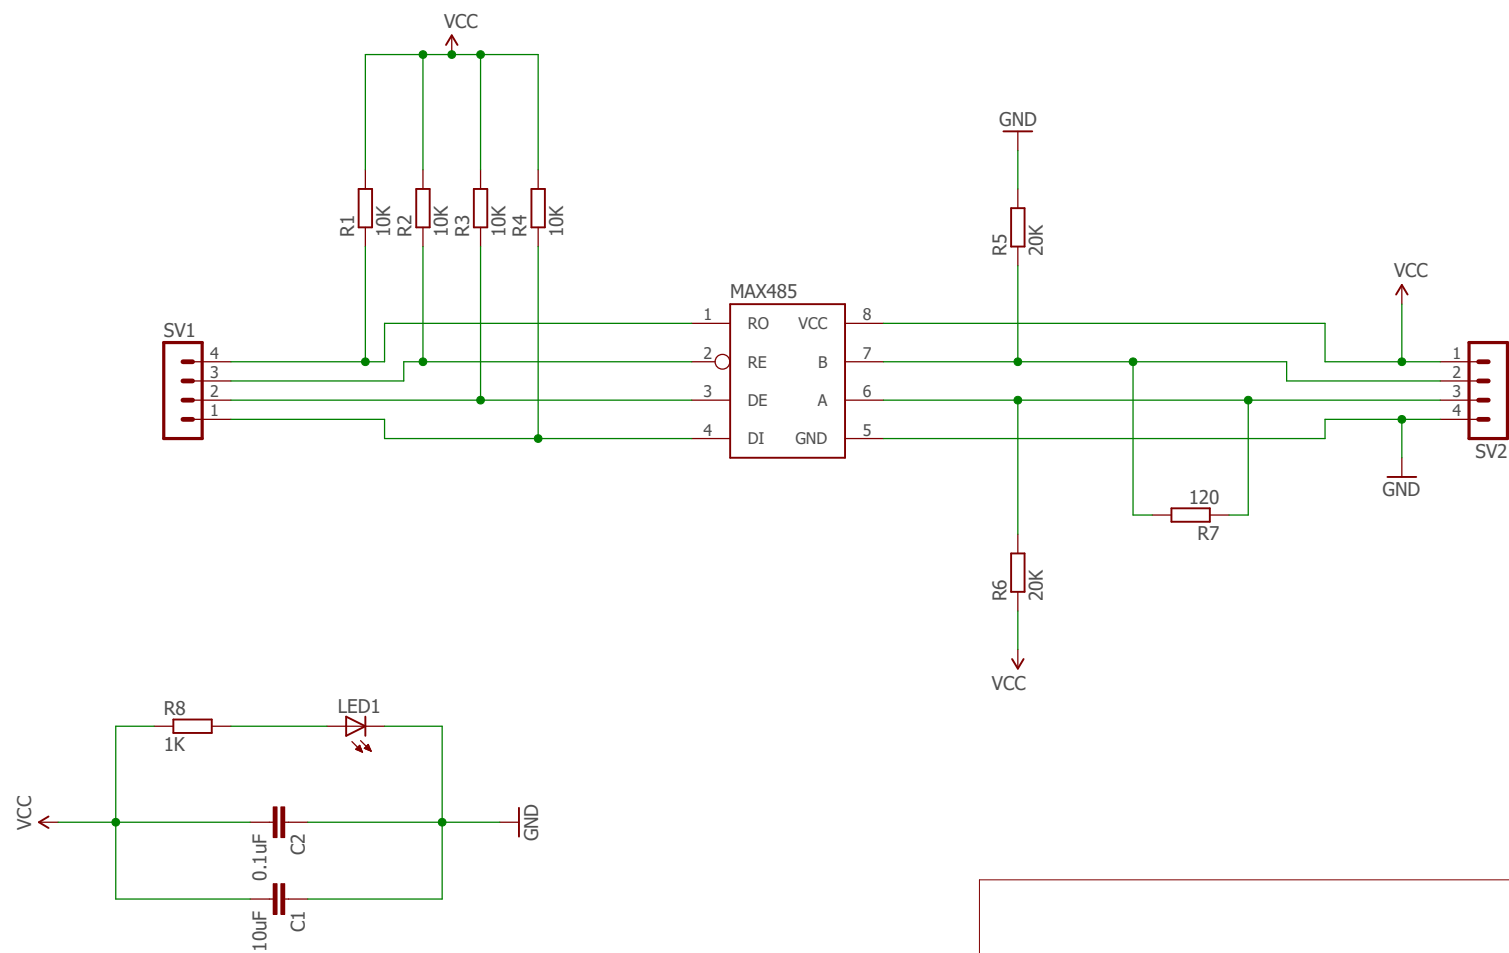 VCC
R1
10K
R2
10K
R3
10K
R4
10K
GND
R5
20K
VCC
MAX485
SV1
4
3
2
1
1
2
3
4
RO
RE
DE
DI
VCC
B
A
GND
8
7
6
5
1
2
3
4
SV2
GND
120
R7
R6
20K
VCC
R8
1K
LED1
VCC
GND
0.1uF
C2
10uF
C1